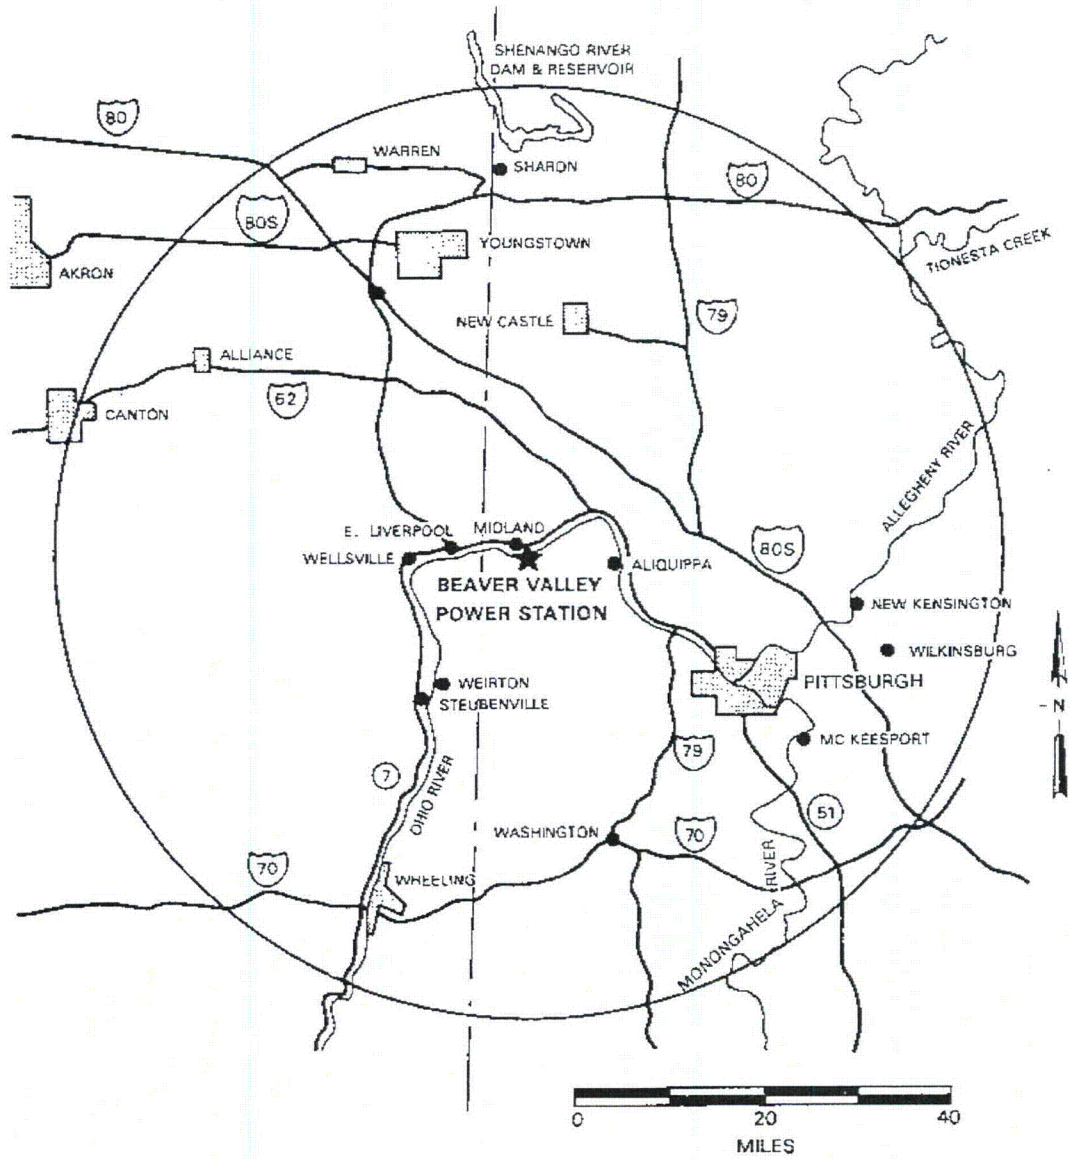 SHENANGO RIVER
DAM & RESERVOIR
80
WARREN
SHARON
80
80S
YOUNGSTOWN
TIONESTA CREEK
AKRON
NEW CASTLE
79
ALLIANCE
62
CANTON
ALLEGHENY RIVER
E. LIVERPOOL
MIDLAND
WELLSVILLE
80S
ALIQUIPPA
BEAVER VALLEY
POWER STATION
NEW KENSINGTON
WILKINSBURG
WEIRTON
PITTSBURGH
STEUBENVILLE
N
MC KEESPORT
79
7
OHIO RIVER
51
WASHINGTON
70
70
WHEELING
MONONGAHELA RIVER
0 20 40
MILES